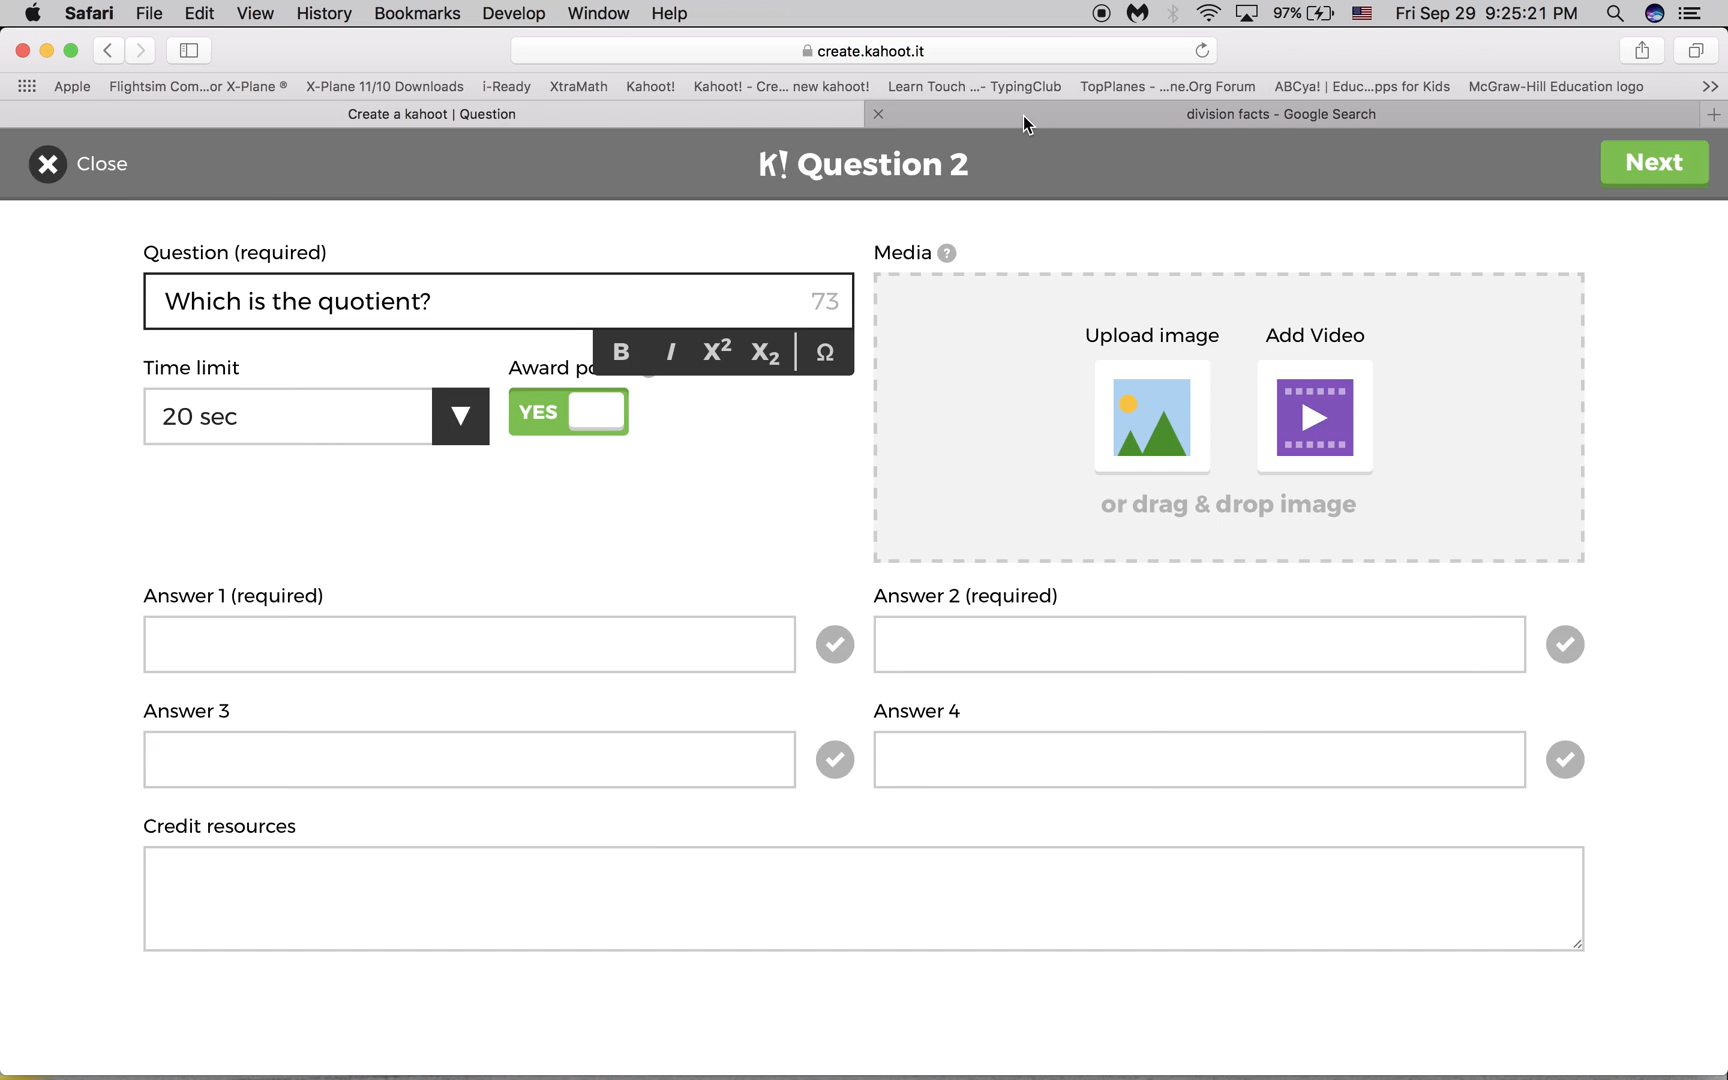 Safari File Edit View History Bookmarks Develop Window Help 97% Fri Sep 29 9:25:21 PM
create.kahoot.it
Apple Flightsim Com...or X-Plane ® X-Plane 11/10 Downloads i-Ready XtraMath Kahoot! Kahoot! - Cre... new kahoot! Learn Touch ...- TypingClub TopPlanes - ...ne.Org Forum ABCya! | Educ...pps for Kids McGraw-Hill Education logo >>
Create a kahoot | Question
division facts - Google Search
Close
K! Question 2
Next
Question (required)
Which is the quotient? 73
B I X² X₂ Ω
Time limit
20 sec
Award po
YES
Media ?
Upload image Add Video
or drag & drop image
Answer 1 (required)
Answer 2 (required)
Answer 3
Answer 4
Credit resources